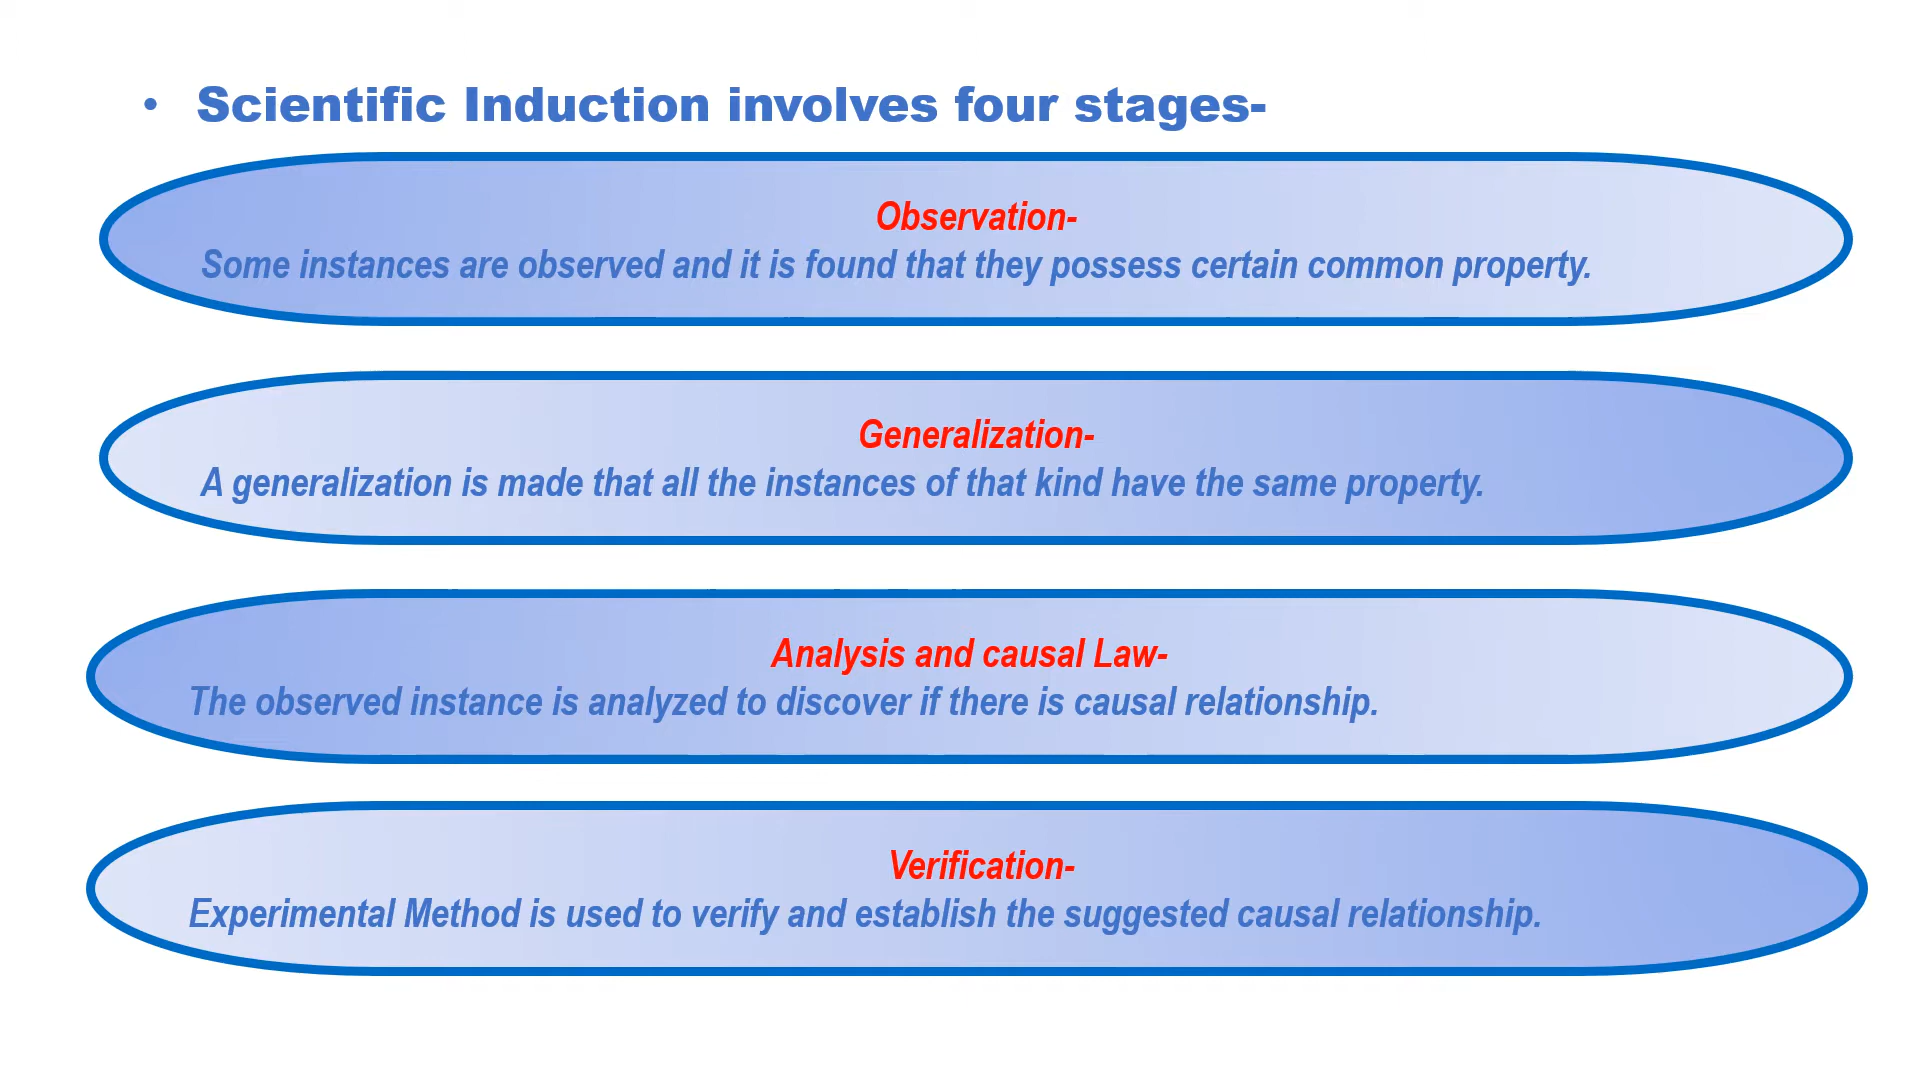 • Scientific Induction involves four stages-
Observation-
Some instances are observed and it is found that they possess certain common property.
Generalization-
A generalization is made that all the instances of that kind have the same property.
Analysis and causal Law-
The observed instance is analyzed to discover if there is causal relationship.
Verification-
Experimental Method is used to verify and establish the suggested causal relationship.